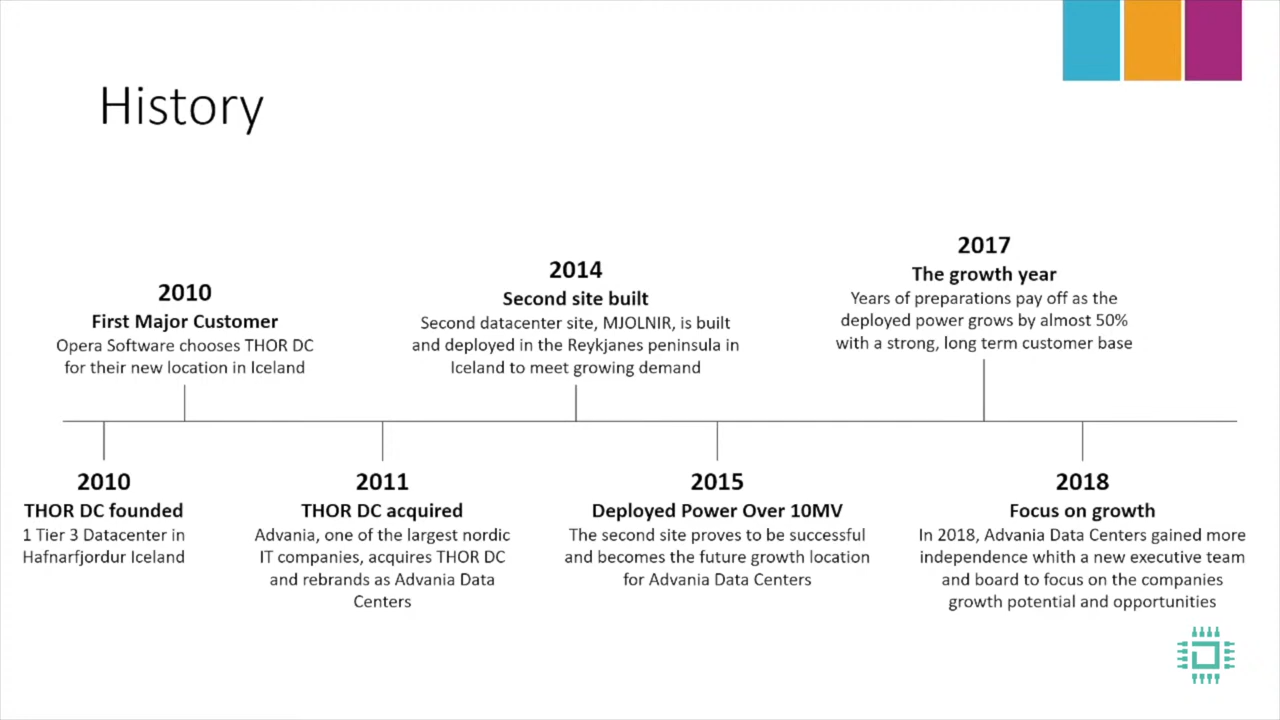 History
2010
First Major Customer
Opera Software chooses THOR DC
for their new location in Iceland
2014
Second site built
Second datacenter site, MJOLNIR, is built
and deployed in the Reykjanes peninsula in
Iceland to meet growing demand
2017
The growth year
Years of preparations pay off as the
deployed power grows by almost 50%
with a strong, long term customer base
2010
THOR DC founded
1 Tier 3 Datacenter in
Hafnarfjordur Iceland
2011
THOR DC acquired
Advania, one of the largest nordic
IT companies, acquires THOR DC
and rebrands as Advania Data
Centers
2015
Deployed Power Over 10MV
The second site proves to be successful
and becomes the future growth location
for Advania Data Centers
2018
Focus on growth
In 2018, Advania Data Centers gained more
independence whith a new executive team
and board to focus on the companies
growth potential and opportunities